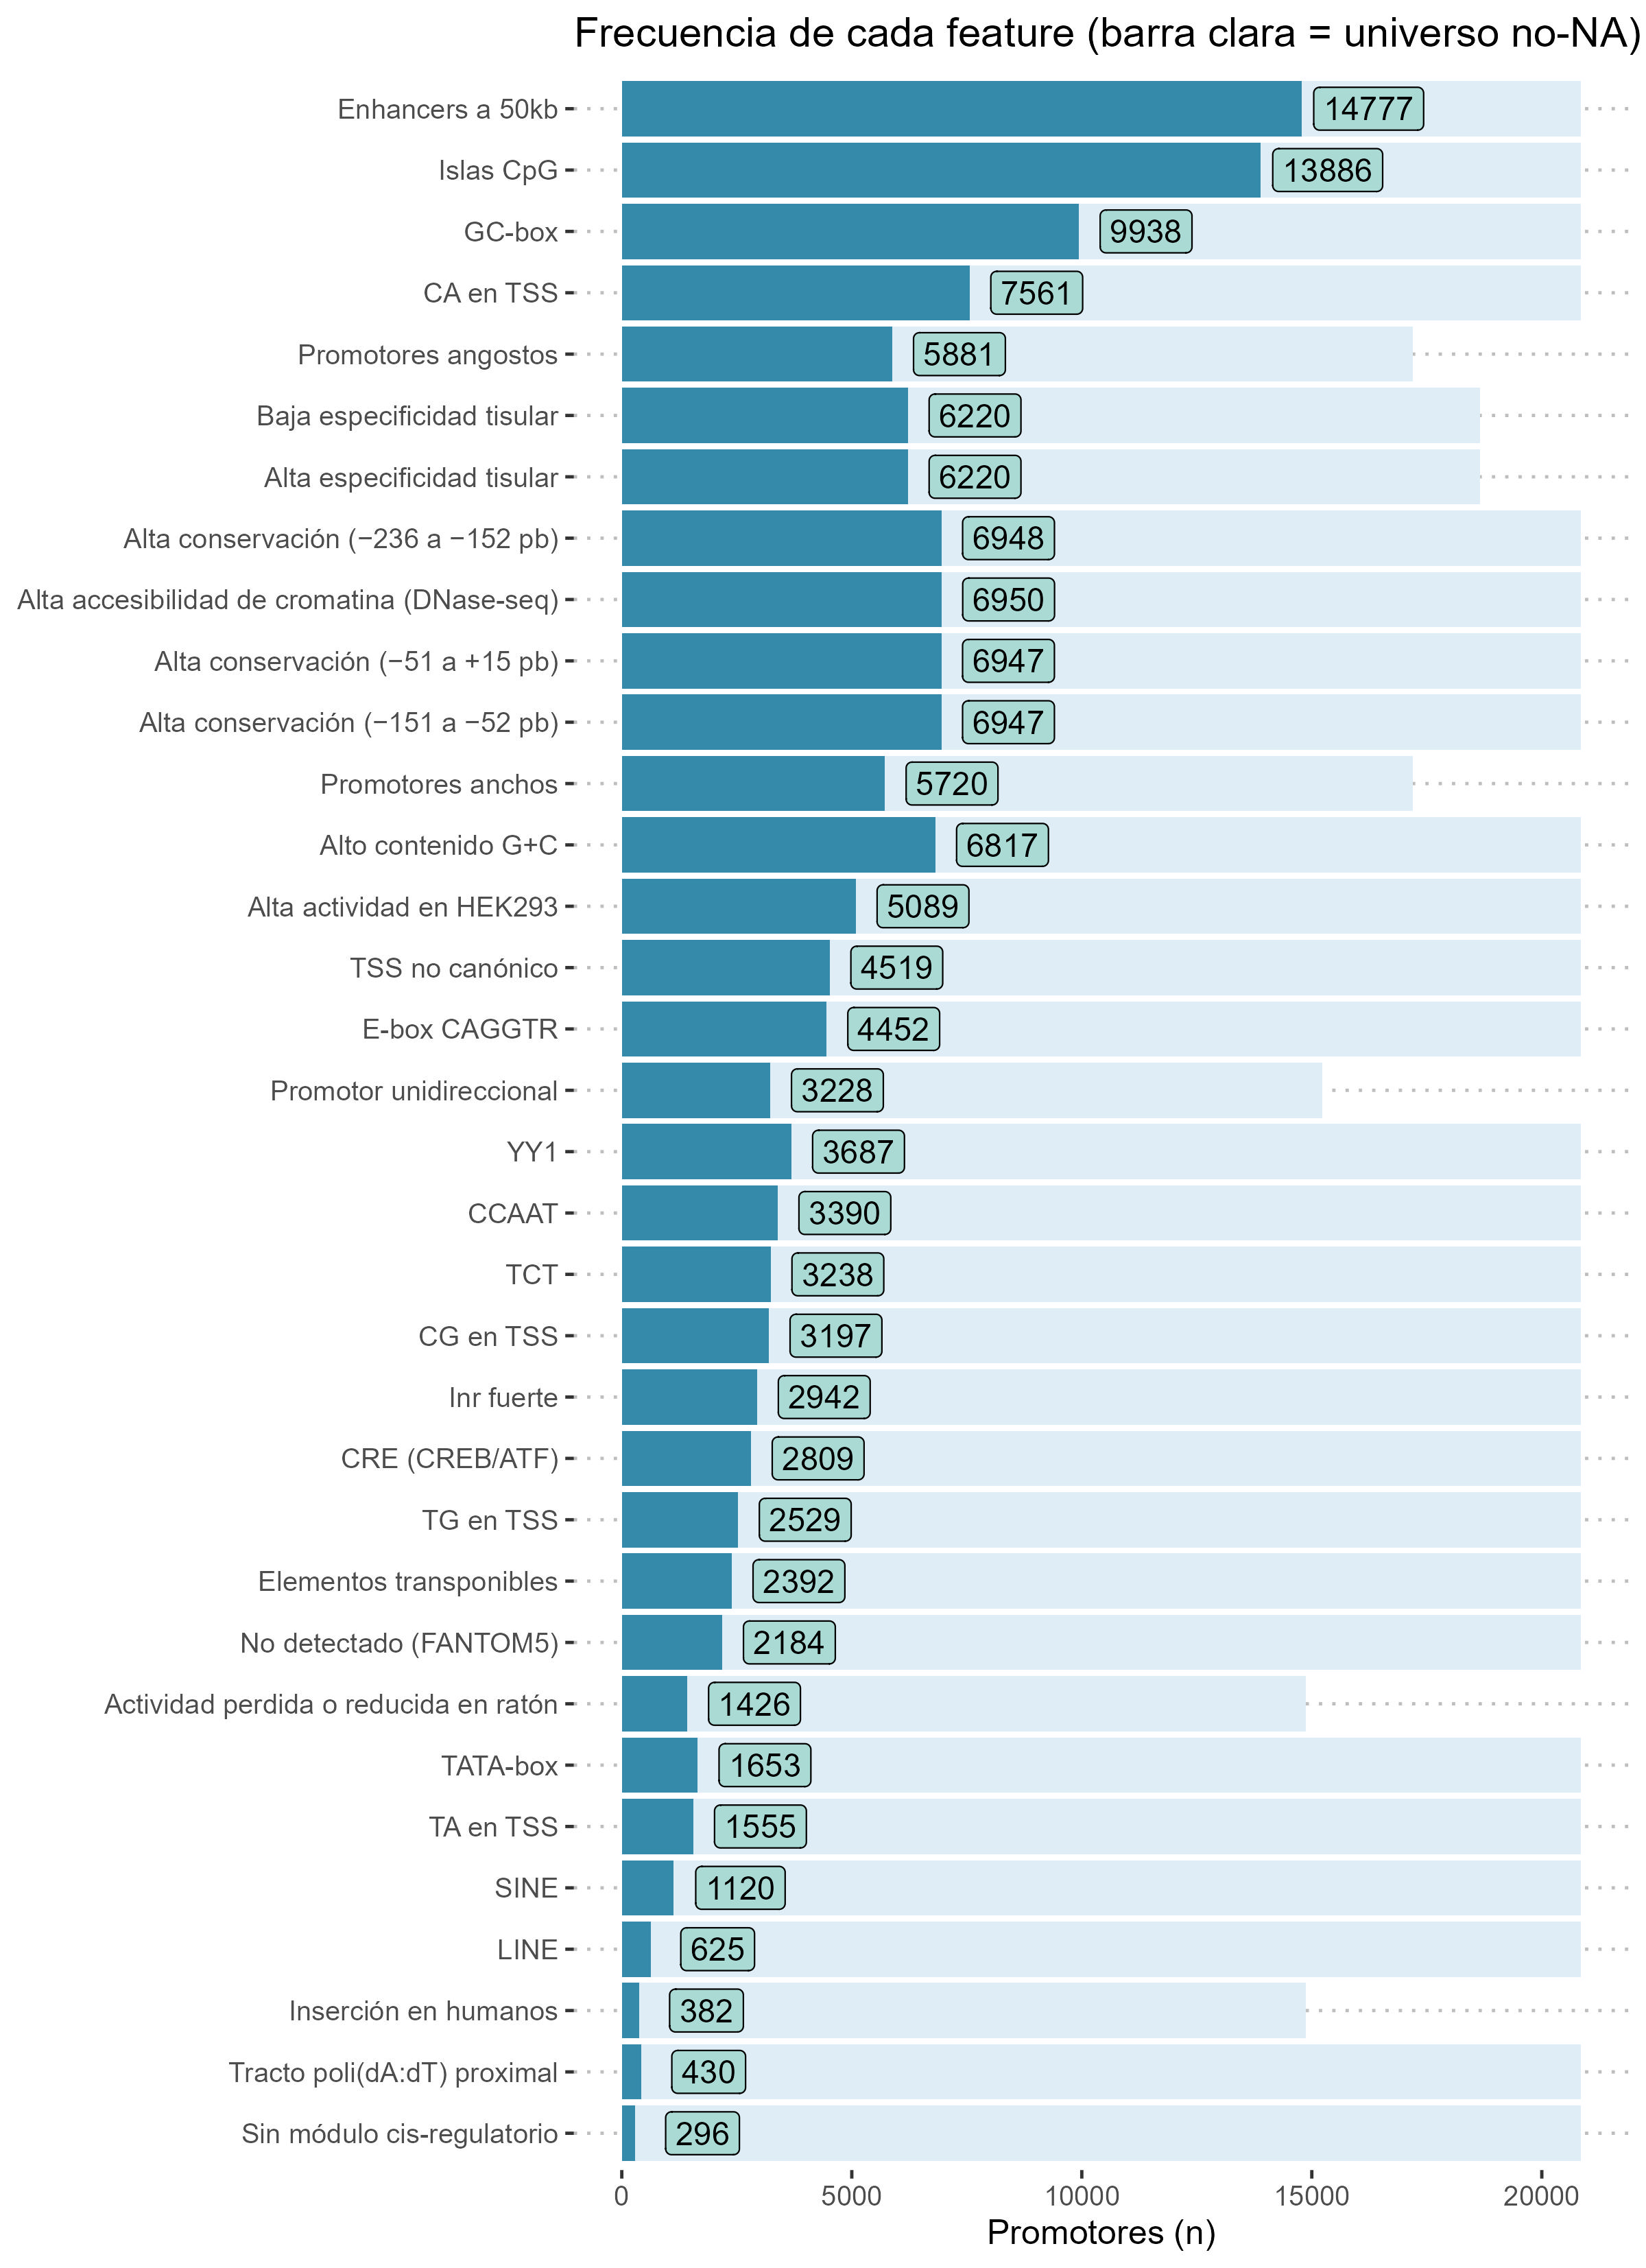 Frecuencia de cada feature (barra clara = universo no-NA)
Enhancers a 50kb 14777
Islas CpG 13886
GC-box 9938
CA en TSS 7561
Promotores angostos 5881
Baja especificidad tisular 6220
Alta especificidad tisular 6220
Alta conservación (−236 a −152 pb) 6948
Alta accesibilidad de cromatina (DNase-seq) 6950
Alta conservación (−51 a +15 pb) 6947
Alta conservación (−151 a −52 pb) 6947
Promotores anchos 5720
Alto contenido G+C 6817
Alta actividad en HEK293 5089
TSS no canónico 4519
E-box CAGGTR 4452
Promotor unidireccional 3228
YY1 3687
CCAAT 3390
TCT 3238
CG en TSS 3197
Inr fuerte 2942
CRE (CREB/ATF) 2809
TG en TSS 2529
Elementos transponibles 2392
No detectado (FANTOM5) 2184
Actividad perdida o reducida en ratón 1426
TATA-box 1653
TA en TSS 1555
SINE 1120
LINE 625
Inserción en humanos 382
Tracto poli(dA:dT) proximal 430
Sin módulo cis-regulatorio 296
0 5000 10000 15000 20000
Promotores (n)